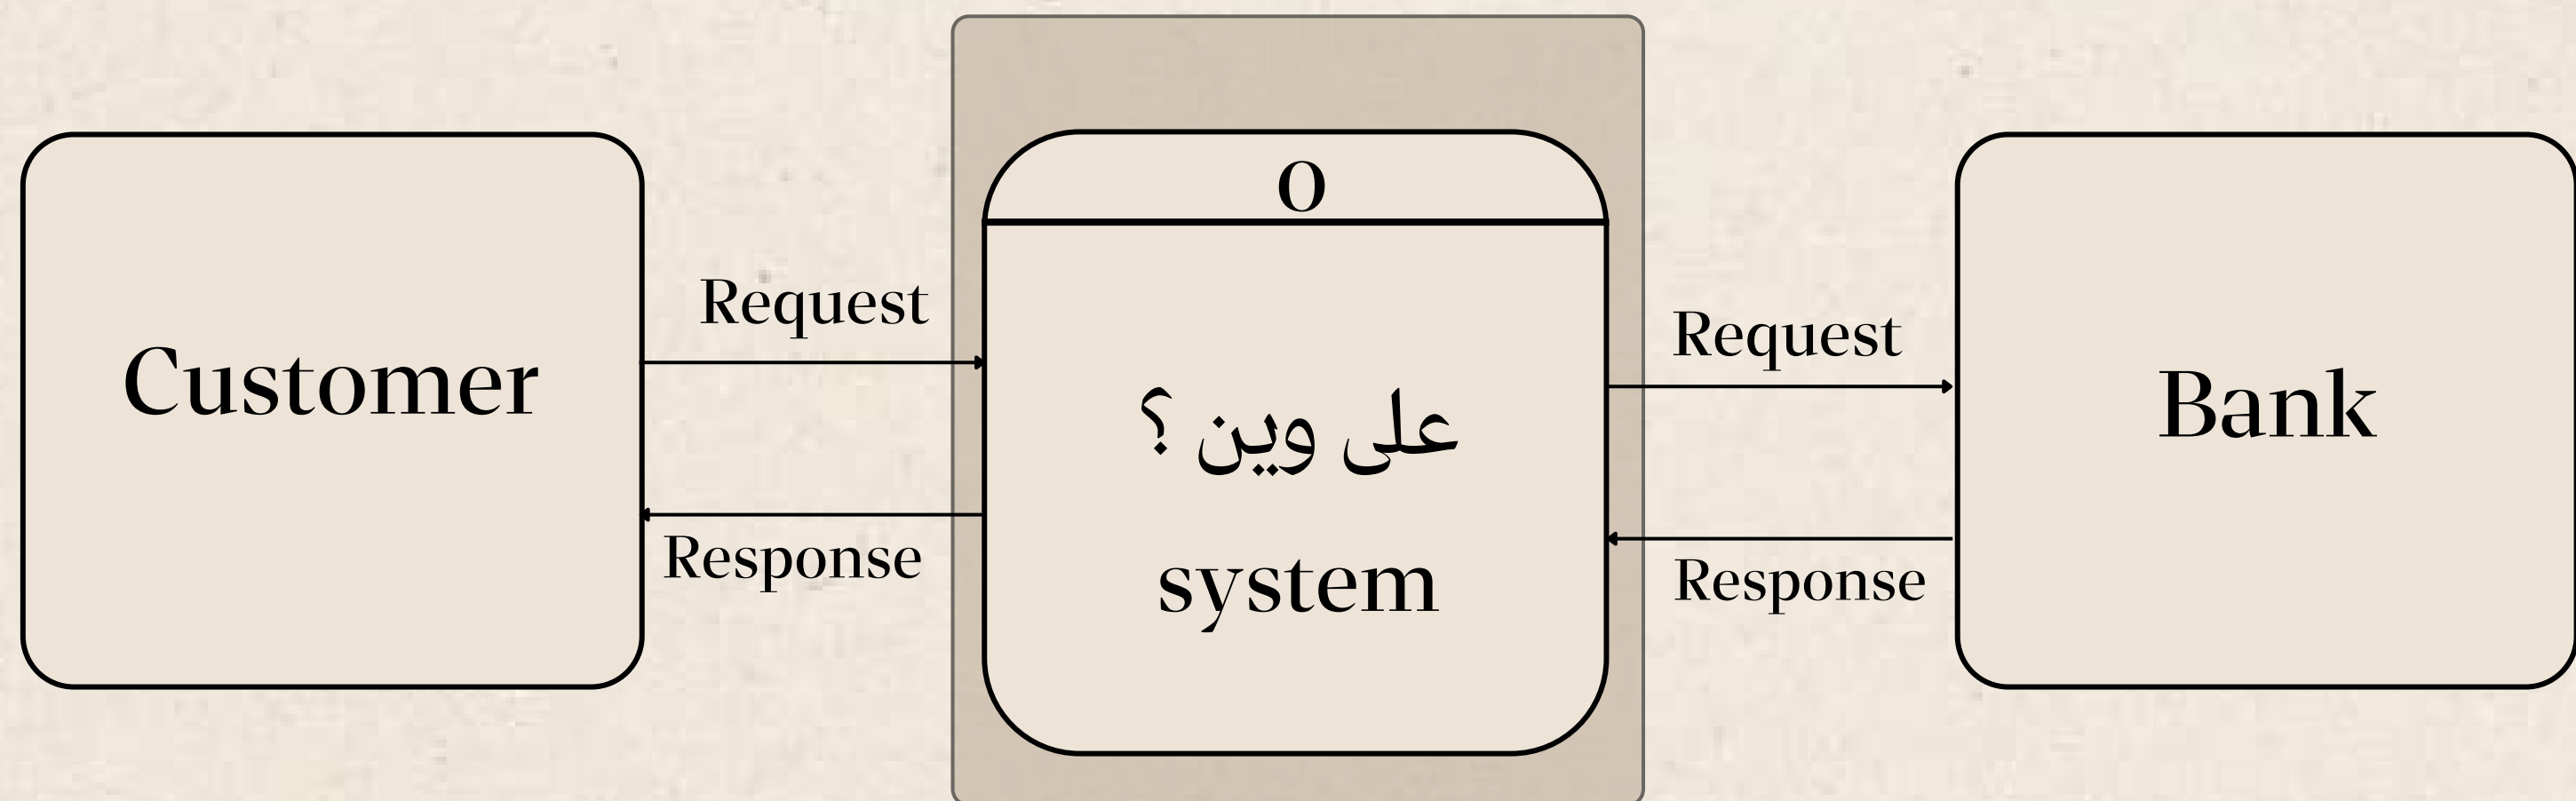 0
Customer
Request
Response
على وين ؟
system
Request
Response
Bank